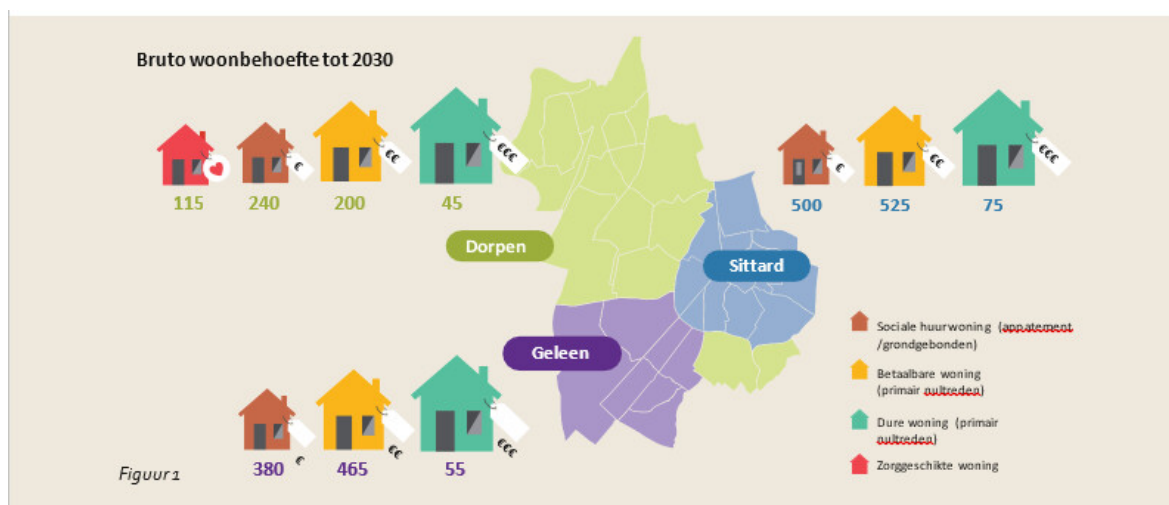 Bruto woonbehoefte tot 2030
€
€€
€€€
115
240
200
45
€
€€
€€€
500
525
75
Dorpen
Sittard
Geleen
€
€€
€€€
380
465
55
Sociale huurwoning (appatement
/grondgebonden)
Betaalbare woning
(primair nultreden)
Dure woning (primair
nultreden)
Zorggeschikte woning
Figuur 1